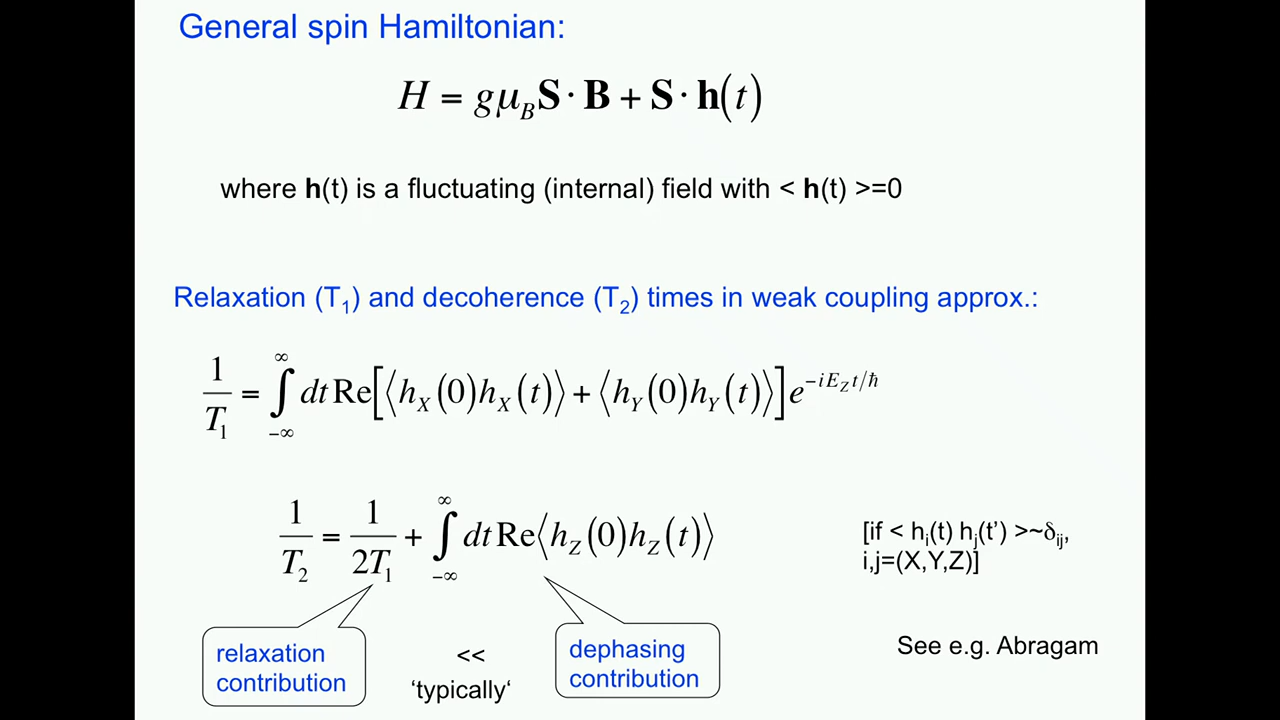 General spin Hamiltonian:
H = gμ_B S · B + S · h(t)
where h(t) is a fluctuating (internal) field with < h(t) >=0
Relaxation (T₁) and decoherence (T₂) times in weak coupling approx.:
1/T₁ = ∫_{−∞}^{∞} dt Re[⟨h_X(0)h_X(t)⟩ + ⟨h_Y(0)h_Y(t)⟩]e^{−iE_Z t/ħ}
1/T₂ = 1/2T₁ + ∫_{−∞}^{∞} dt Re⟨h_Z(0)h_Z(t)⟩
[if < h_i(t) h_j(t’) >~δ_ij,
i,j=(X,Y,Z)]
relaxation
contribution
<<
‘typically‘
dephasing
contribution
See e.g. Abragam